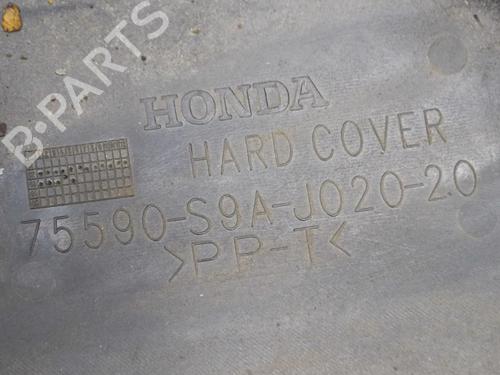 B-PARTS
HONDA
HARD COVER
75590-S9A-J020-20
>PP-T<